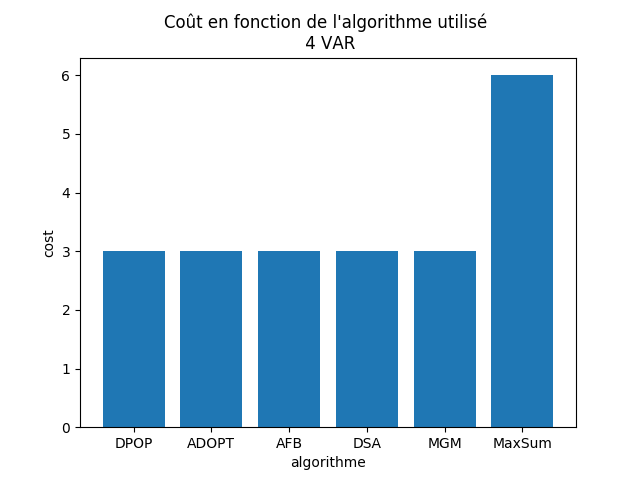 Coût en fonction de l'algorithme utilisé
4 VAR
6
5
4
3
2
1
0
cost
DPOP ADOPT AFB DSA MGM MaxSum
algorithme